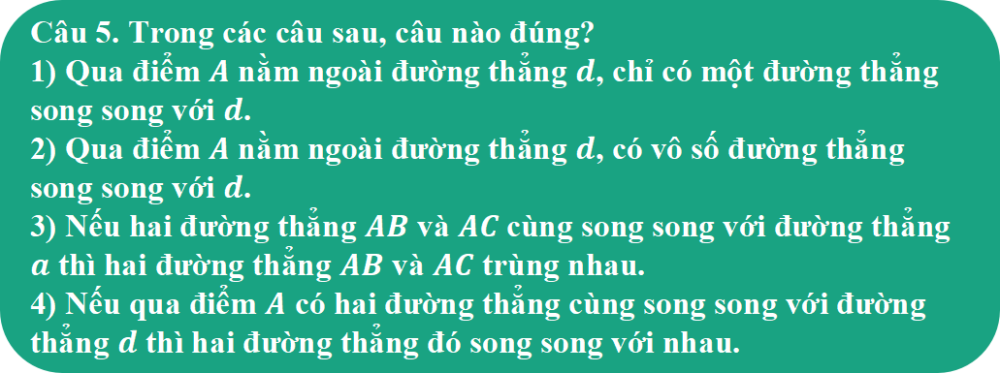 Câu 5. Trong các câu sau, câu nào đúng?
1) Qua điểm A nằm ngoài đường thẳng d, chỉ có một đường thẳng
song song với d.
2) Qua điểm A nằm ngoài đường thẳng d, có vô số đường thẳng
song song với d.
3) Nếu hai đường thẳng AB và AC cùng song song với đường thẳng
a thì hai đường thẳng AB và AC trùng nhau.
4) Nếu qua điểm A có hai đường thẳng cùng song song với đường
thẳng d thì hai đường thẳng đó song song với nhau.